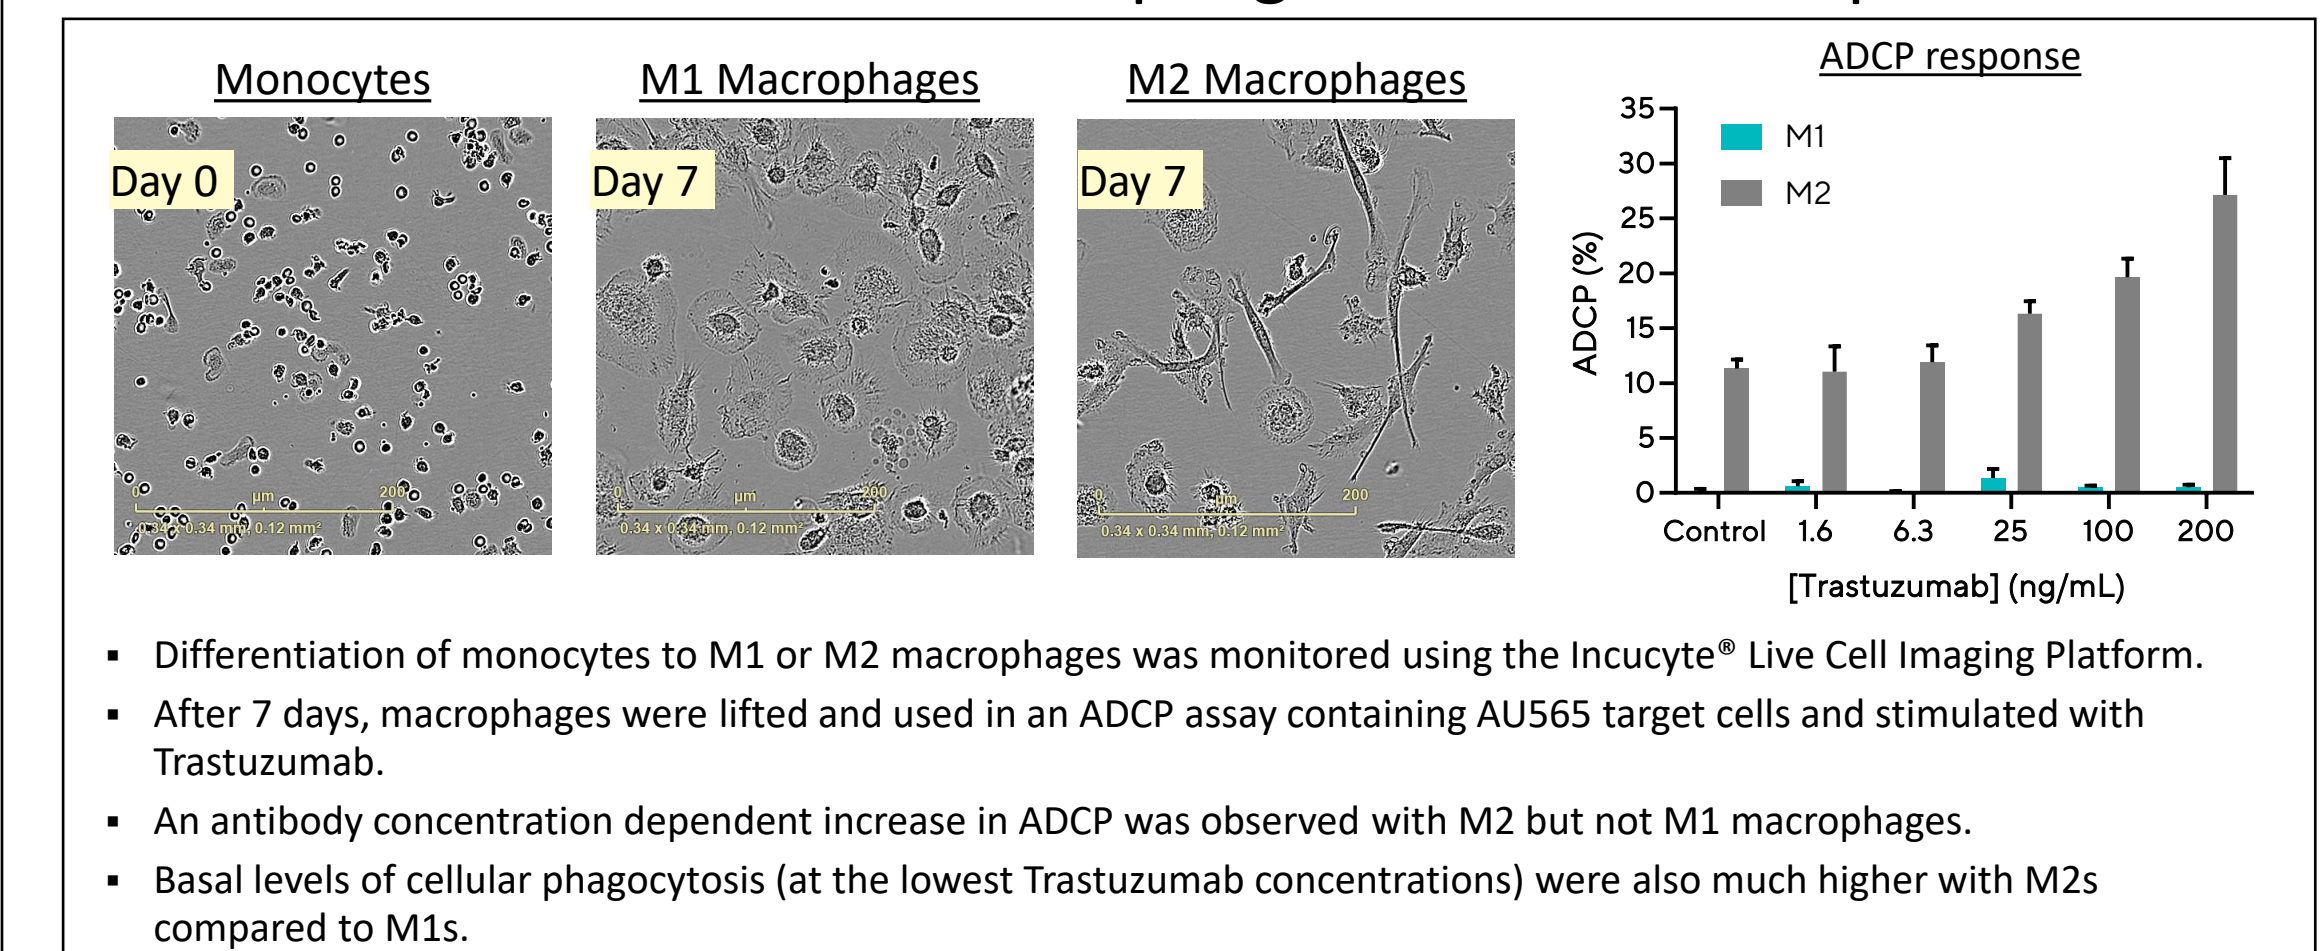 Monocytes
M1 Macrophages
M2 Macrophages
ADCP response
Day 0
Day 7
Day 7
0 µm 200
0.34 x 0.34 mm, 0.12 mm²
0 µm 200
0.34 x 0.34 mm, 0.12 mm²
0 µm 200
0.34 x 0.34 mm, 0.12 mm²
M1
M2
ADCP (%)
35
30
25
20
15
10
5
0
Control 1.6 6.3 25 100 200
[Trastuzumab] (ng/mL)
▪ Differentiation of monocytes to M1 or M2 macrophages was monitored using the Incucyte® Live Cell Imaging Platform.
▪ After 7 days, macrophages were lifted and used in an ADCP assay containing AU565 target cells and stimulated with
Trastuzumab.
▪ An antibody concentration dependent increase in ADCP was observed with M2 but not M1 macrophages.
▪ Basal levels of cellular phagocytosis (at the lowest Trastuzumab concentrations) were also much higher with M2s
compared to M1s.